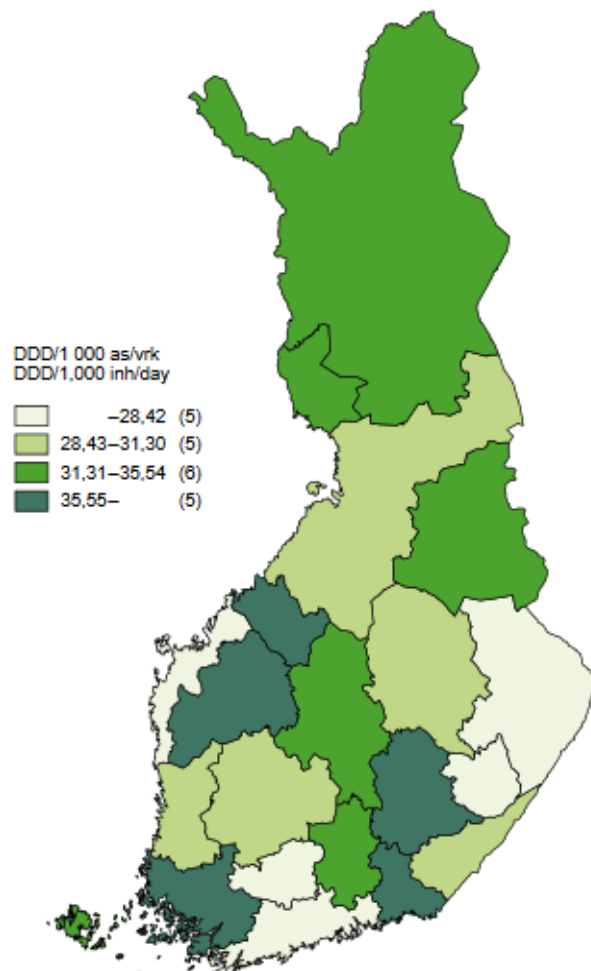 DDD/1 000 as/vrk
DDD/1,000 inh/day
–28,42 (5)
28,43–31,30 (5)
31,31–35,54 (6)
35,55– (5)